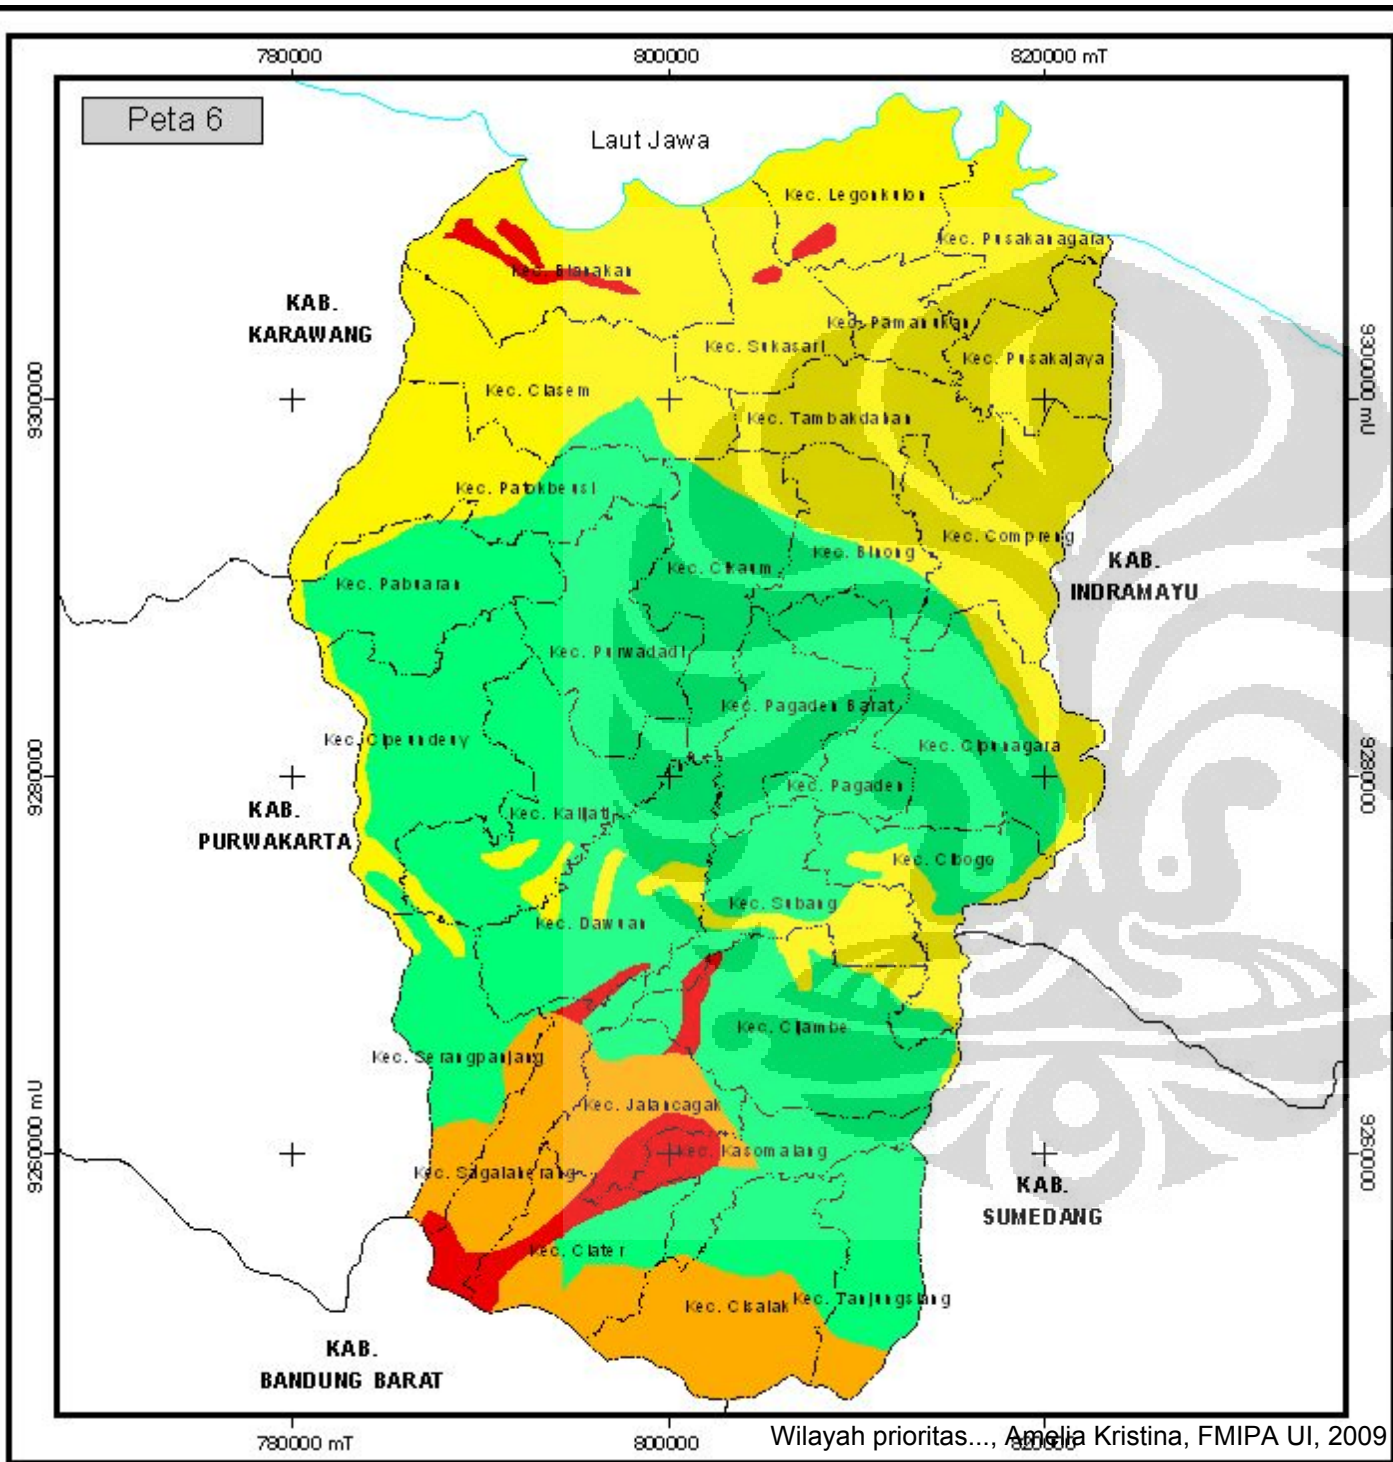 780000
800000
820000 mT
Peta 6
Laut Jawa
Kec. Legonkulon
Kec. Pusakanagara
Kec. Blanakan
KAB.
KARAWANG
Kec. Pamanukan
Kec. Sukasari
Kec. Pusakajaya
9300000
9300000 mU
Kec. Ciasem
Kec. Tambakdahan
Kec. Patokbeusi
Kec. Compreng
Kec. Binong
KAB.
INDRAMAYU
Kec. Cikaum
Kec. Pabuaran
Kec. Purwadadi
Kec. Pagaden Barat
Kec. Cipeundeuy
Kec. Cipunagara
9280000
9280000
Kec. Pagaden
KAB.
PURWAKARTA
Kec. Kalijati
Kec. Cibogo
Kec. Subang
Kec. Dawuan
Kec. Cijambe
Kec. Serangpanjang
Kec. Jalancagak
9260000 mU
9260000
Kec. Kasomalang
Kec. Sagalaherang
KAB.
SUMEDANG
Kec. Ciater
Kec. Cisalak
Kec. Tanjungsiang
KAB.
BANDUNG BARAT
780000 mT
800000
820000
Wilayah prioritas..., Amelia Kristina, FMIPA UI, 2009